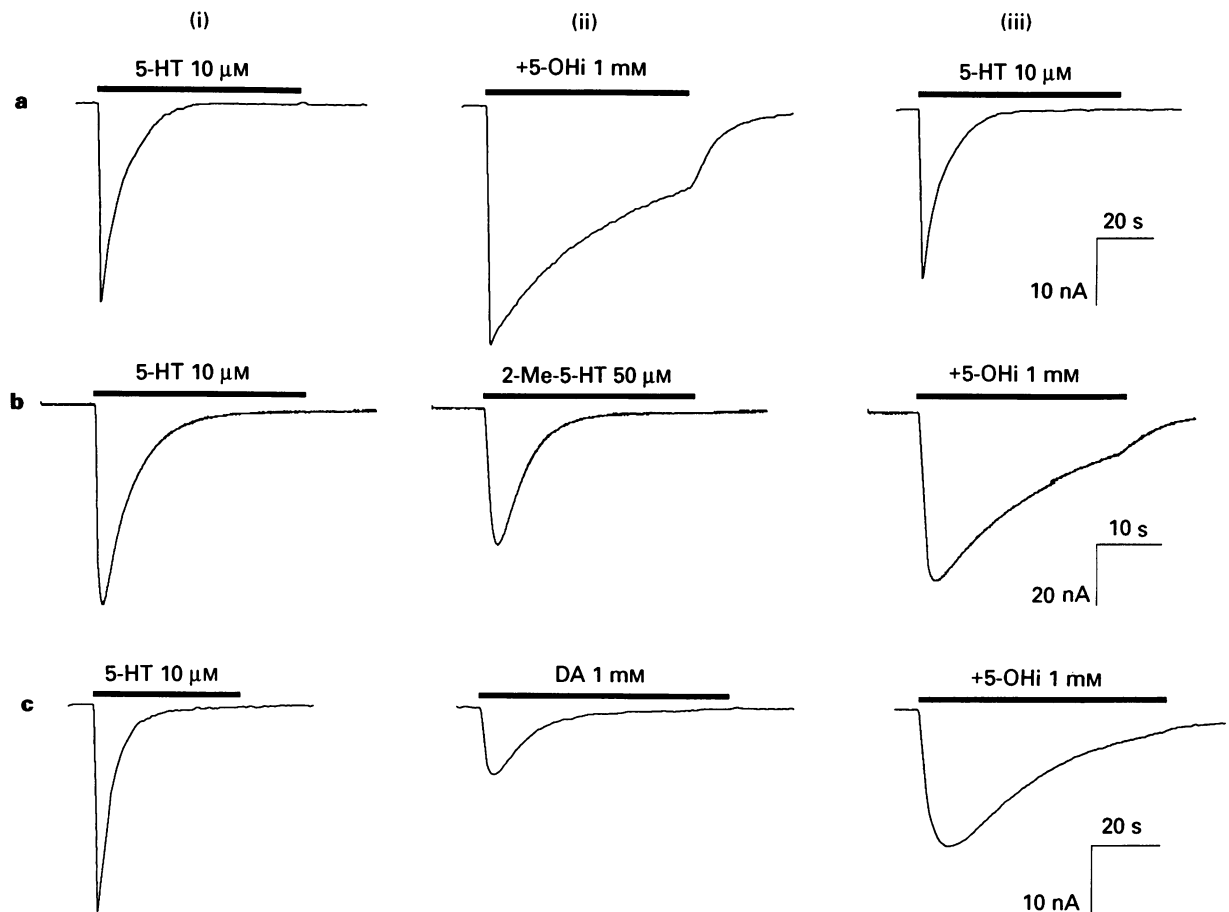 (i) (ii) (iii)
5-HT 10 µM +5-OHi 1 mM 5-HT 10 µM
a
20 s
10 nA
5-HT 10 µM 2-Me-5-HT 50 µM +5-OHi 1 mM
b
10 s
20 nA
5-HT 10 µM DA 1 mM +5-OHi 1 mM
c
20 s
10 nA